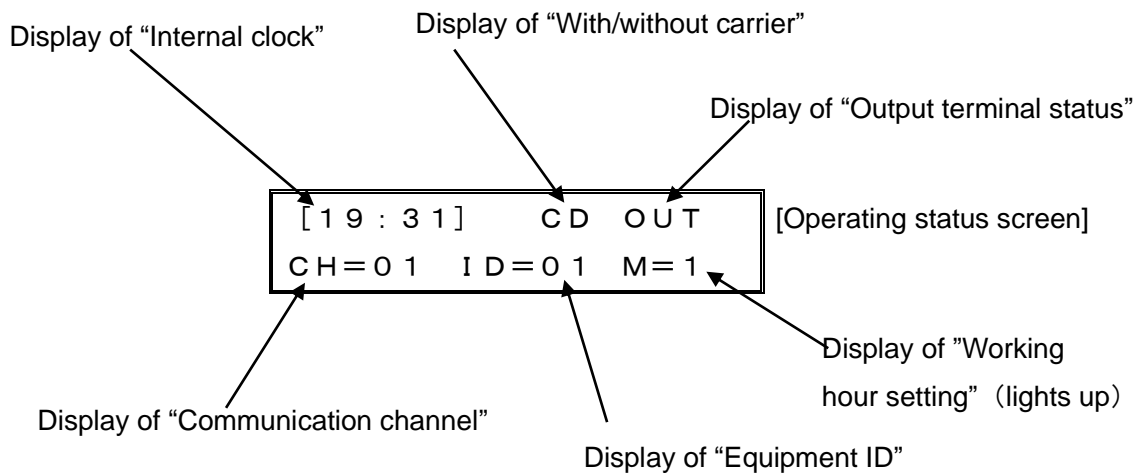 Display of “Internal clock”
Display of “With/without carrier”
Display of “Output terminal status”
[19:31] CD OUT
[Operating status screen]
CH=01 ID=01 M=1
Display of ”Working
hour setting”（lights up）
Display of “Communication channel”
Display of “Equipment ID”